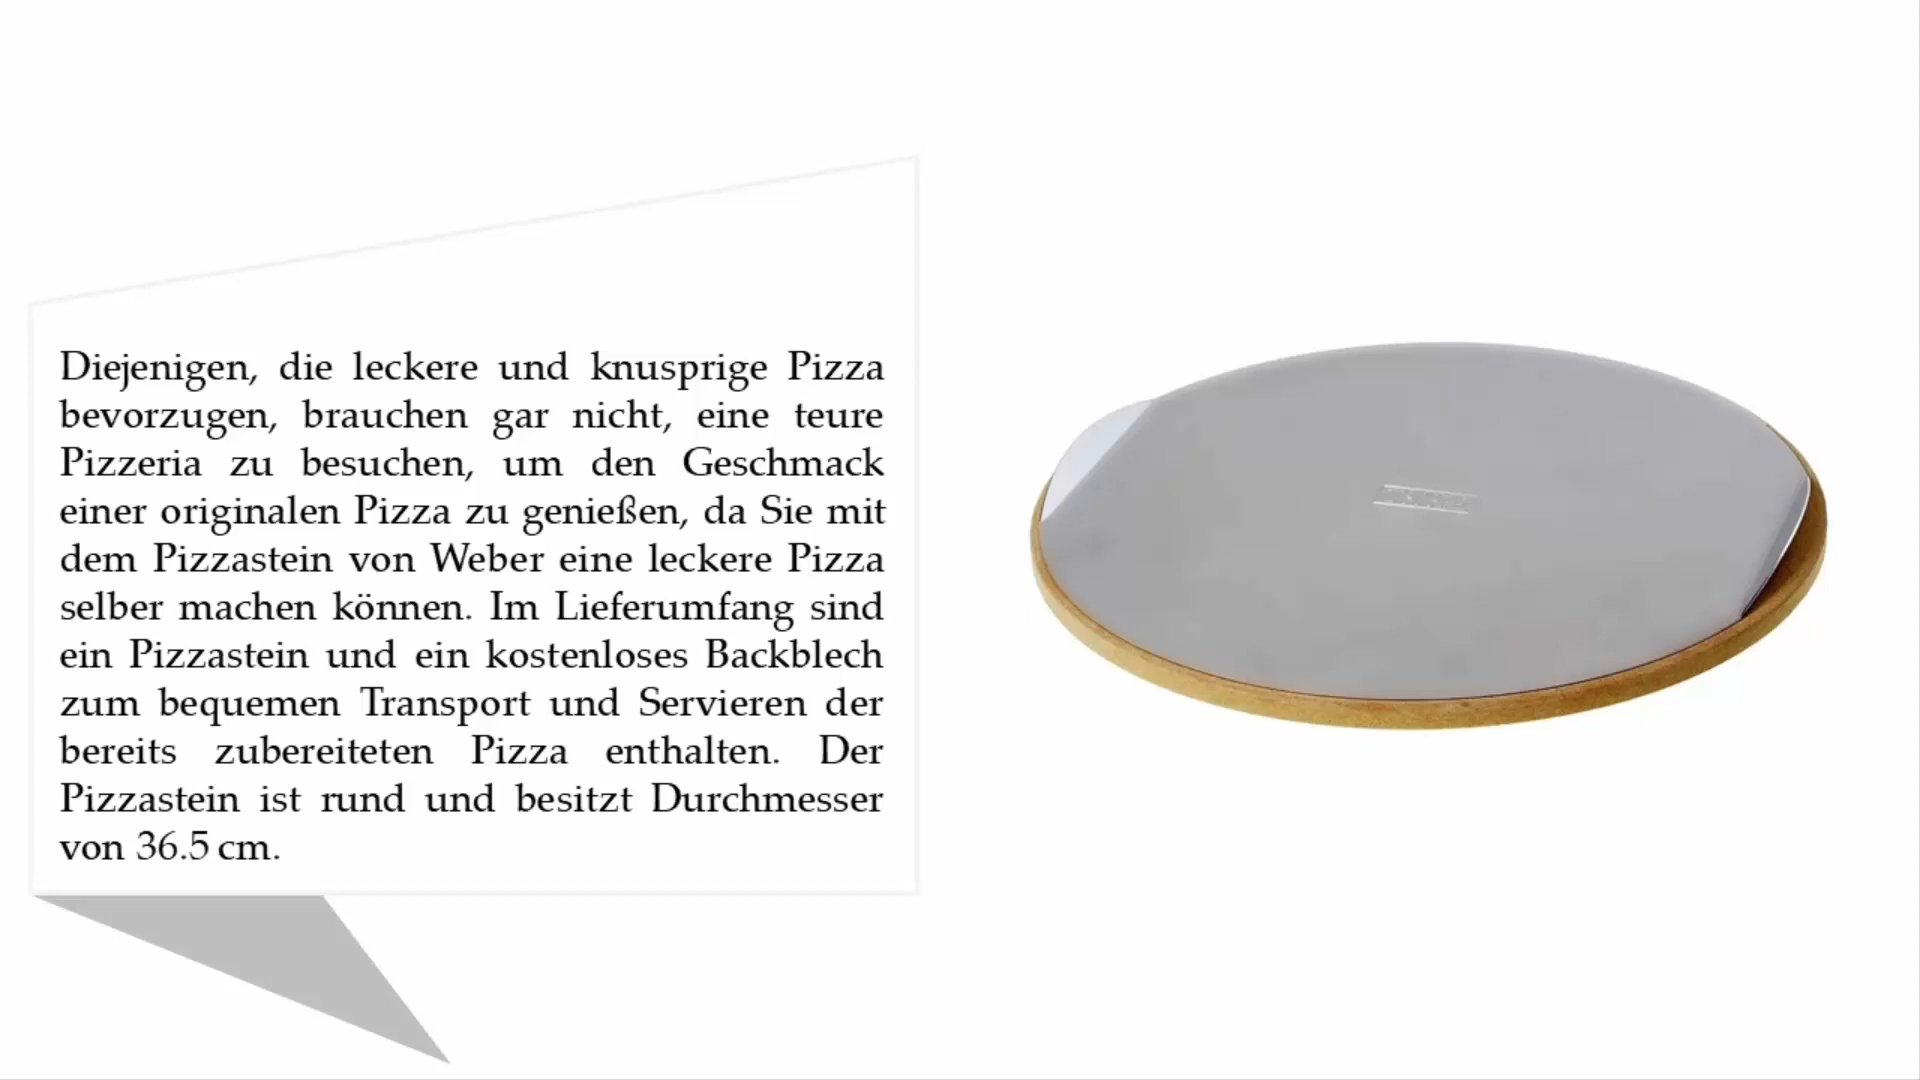 Diejenigen, die leckere und knusprige Pizza
bevorzugen, brauchen gar nicht, eine teure
Pizzeria zu besuchen, um den Geschmack
einer originalen Pizza zu genießen, da Sie mit
dem Pizzastein von Weber eine leckere Pizza
selber machen können. Im Lieferumfang sind
ein Pizzastein und ein kostenloses Backblech
zum bequemen Transport und Servieren der
bereits zubereiteten Pizza enthalten. Der
Pizzastein ist rund und besitzt Durchmesser
von 36.5 cm.